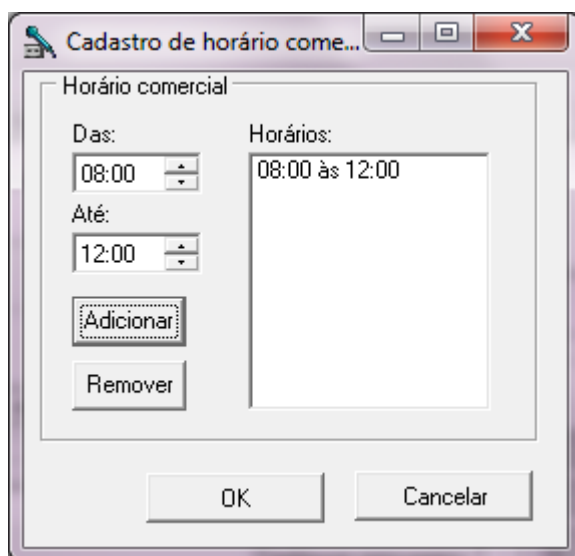 Cadastro de horário come...
Horário comercial
Das:
08:00
Até:
12:00
Adicionar
Remover
Horários:
08:00 às 12:00
OK
Cancelar